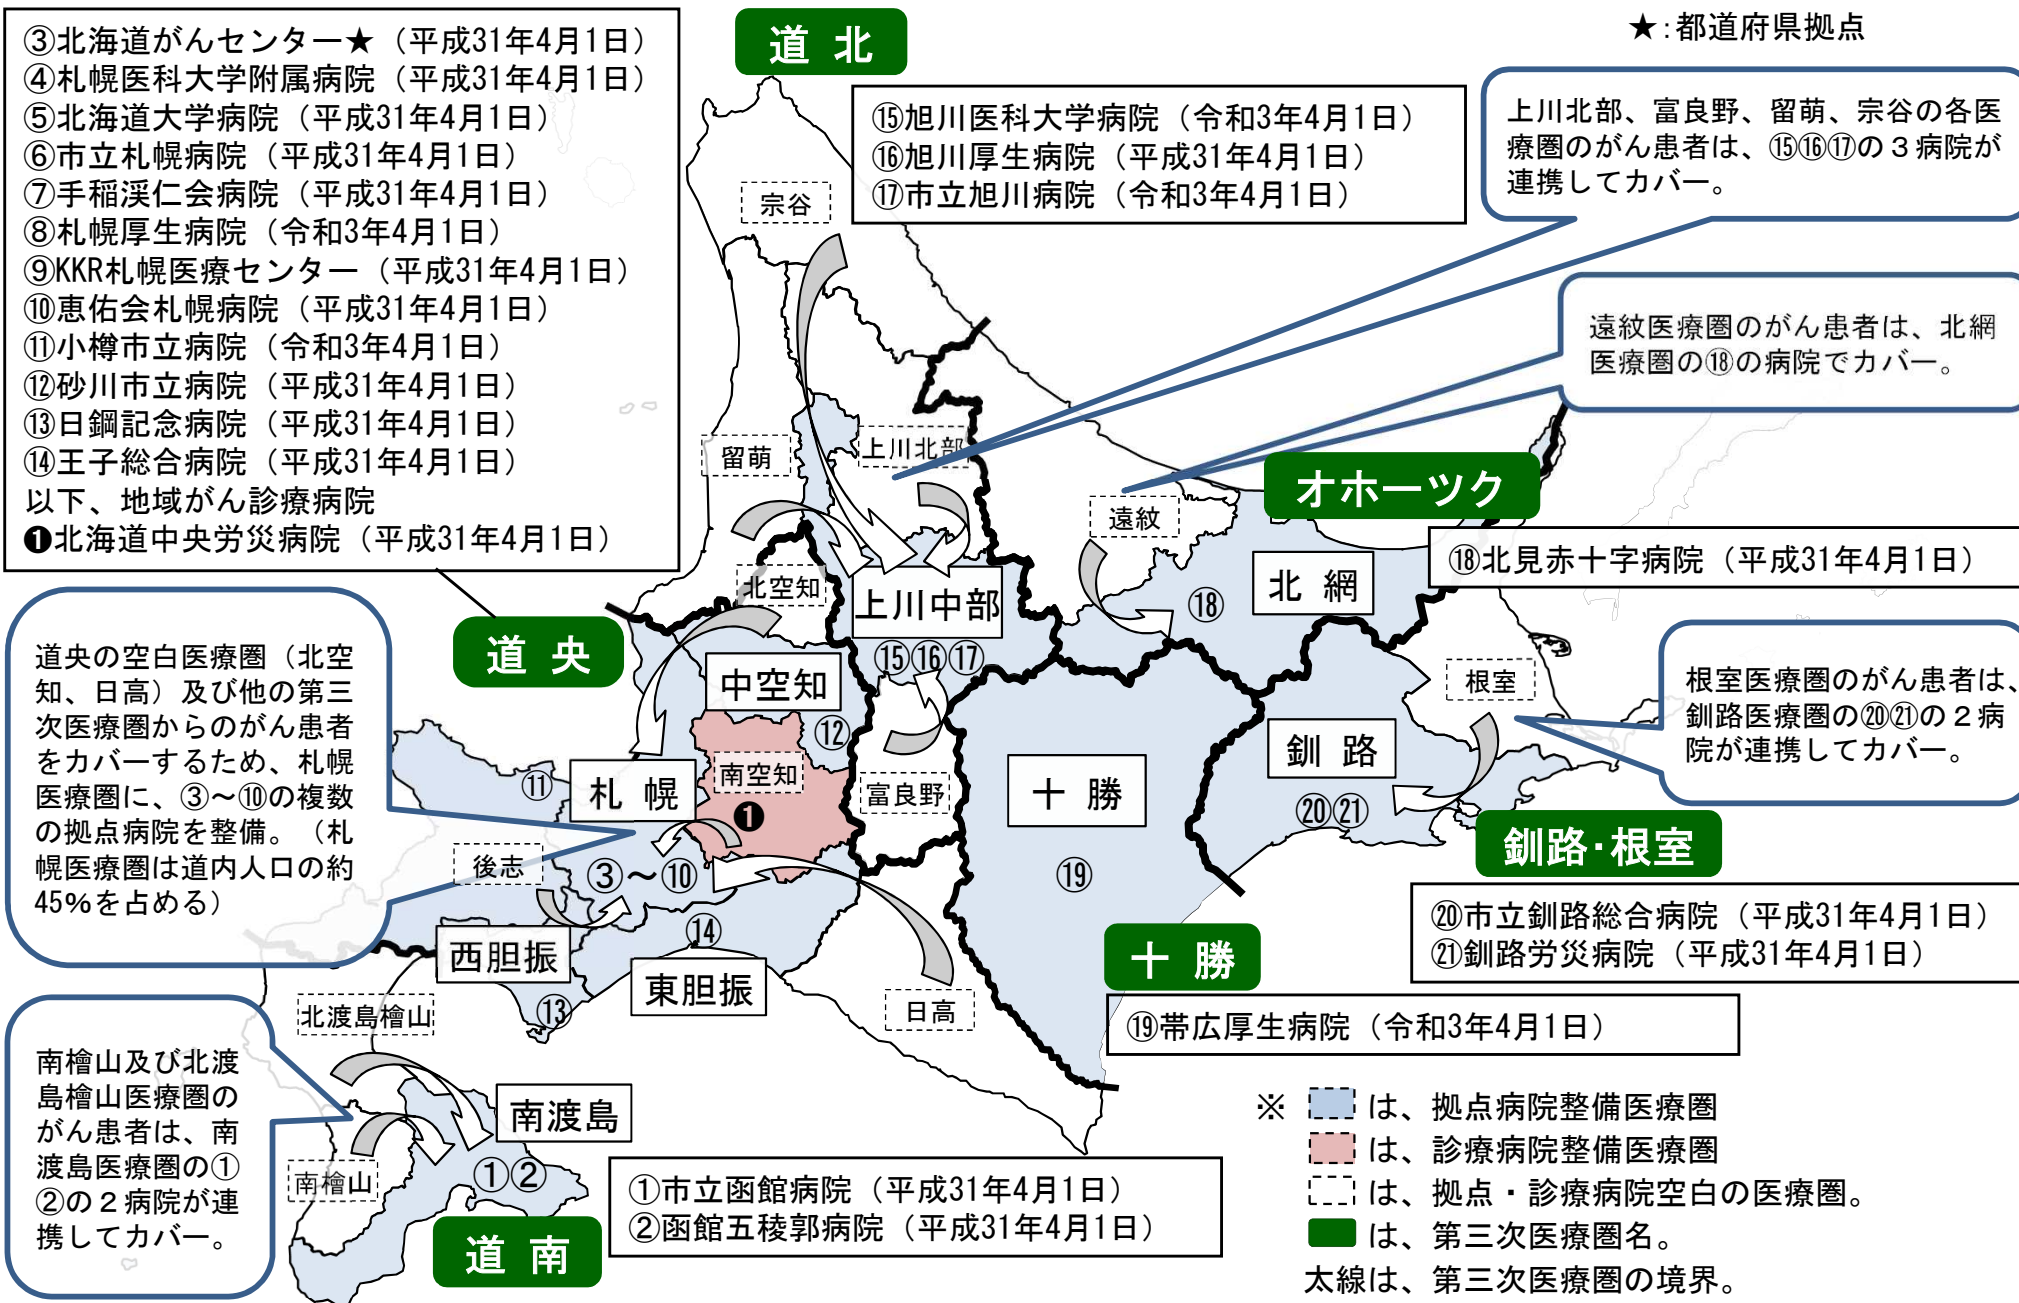 ③北海道がんセンター★（平成31年4月1日）
④札幌医科大学附属病院（平成31年4月1日）
⑤北海道大学病院（平成31年4月1日）
⑥市立札幌病院（平成31年4月1日）
⑦手稲渓仁会病院（平成31年4月1日）
⑧札幌厚生病院（令和3年4月1日）
⑨KKR札幌医療センター（平成31年4月1日）
⑩恵佑会札幌病院（平成31年4月1日）
⑪小樽市立病院（令和3年4月1日）
⑫砂川市立病院（平成31年4月1日）
⑬日鋼記念病院（平成31年4月1日）
⑭王子総合病院（平成31年4月1日）
以下、地域がん診療病院
❶北海道中央労災病院（平成31年4月1日）
道 北
⑮旭川医科大学病院（令和3年4月1日）
⑯旭川厚生病院（平成31年4月1日）
⑰市立旭川病院（令和3年4月1日）
★:都道府県拠点
上川北部、富良野、留萌、宗谷の各医
療圏のがん患者は、⑮⑯⑰の３病院が
連携してカバー。
遠紋医療圏のがん患者は、北網
医療圏の⑱の病院でカバー。
宗谷
留萌
上川北部
遠紋
オホーツク
⑱北見赤十字病院（平成31年4月1日）
北空知
上川中部
⑮⑯⑰
北 網
⑱
道 央
道央の空白医療圏（北空
知、日高）及び他の第三
次医療圏からのがん患者
をカバーするため、札幌
医療圏に、③～⑩の複数
の拠点病院を整備。（札
幌医療圏は道内人口の約
45%を占める）
中空知
⑫
南空知
❶
札 幌
③～⑩
⑪
後志
富良野
十 勝
⑲
釧 路
⑳㉑
根室
根室医療圏のがん患者は、
釧路医療圏の⑳㉑の２病
院が連携してカバー。
釧路･根室
⑳市立釧路総合病院（平成31年4月1日）
㉑釧路労災病院（平成31年4月1日）
西胆振
⑬
⑭
東胆振
日高
十 勝
⑲帯広厚生病院（令和3年4月1日）
北渡島檜山
南檜山及び北渡
島檜山医療圏の
がん患者は、南
渡島医療圏の①
②の２病院が連
携してカバー。
南渡島
①②
南檜山
道 南
①市立函館病院（平成31年4月1日）
②函館五稜郭病院（平成31年4月1日）
※ は、拠点病院整備医療圏
は、診療病院整備医療圏
は、拠点・診療病院空白の医療圏。
は、第三次医療圏名。
太線は、第三次医療圏の境界。